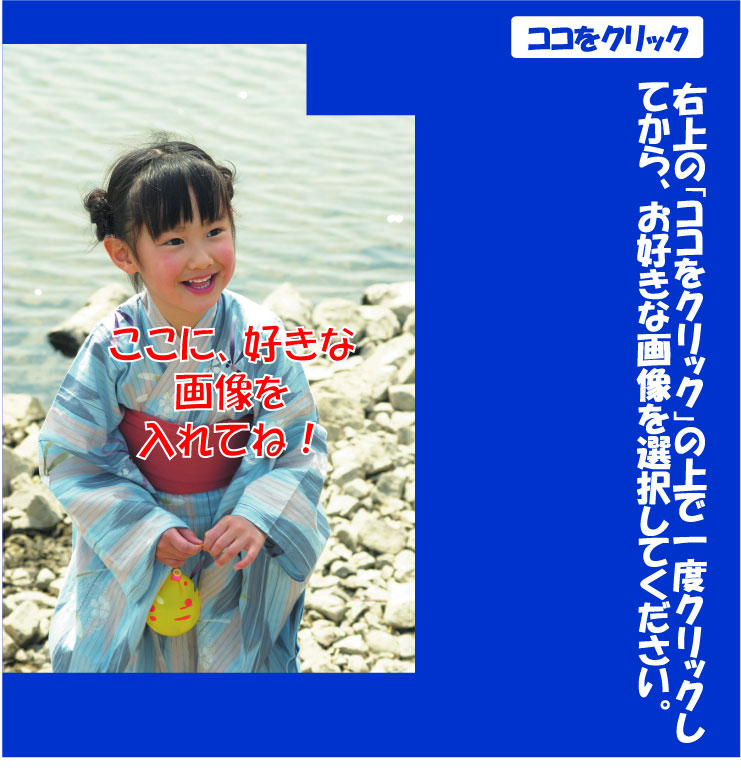 ココをクリック
右上の「ココをクリック」の上で一度クリックし
てから、お好きな画像を選択してください。
ここに、好きな
画像を
入れてね！